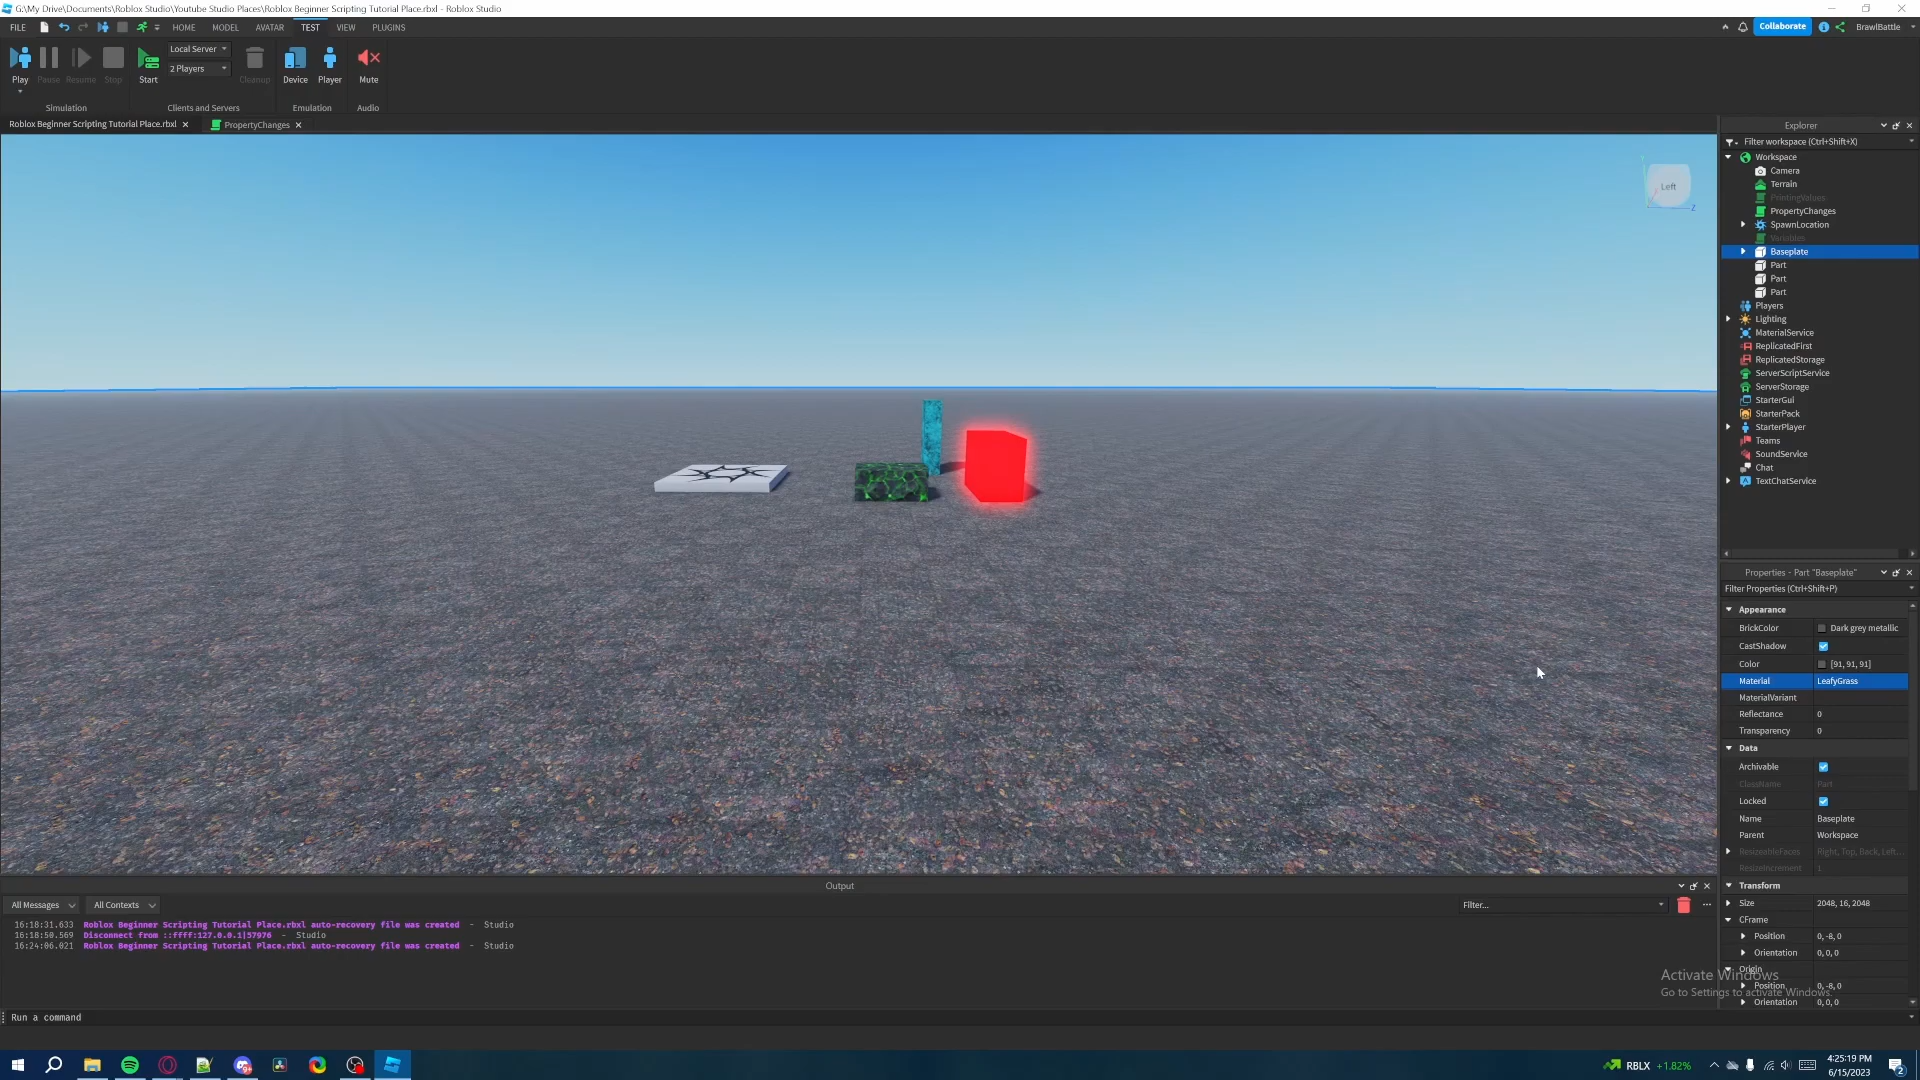 G:\My Drive\Documents\Roblox Studio\Youtube Studio Places\Roblox Beginner Scripting Tutorial Place.rbxl - Roblox Studio
FILE HOME MODEL AVATAR TEST VIEW PLUGINS
Collaborate BrawlBattle
Play Pause Resume Stop Start Local Server 2 Players Cleanup Device Player Mute
Simulation Clients and Servers Emulation Audio
Roblox Beginner Scripting Tutorial Place.rbxl PropertyChanges
Left
Z
Explorer
Filter workspace (Ctrl+Shift+X)
Workspace
Camera
Terrain
PrintingValues
PropertyChanges
SpawnLocation
Variables
Baseplate
Part
Part
Part
Players
Lighting
MaterialService
ReplicatedFirst
ReplicatedStorage
ServerScriptService
ServerStorage
StarterGui
StarterPack
StarterPlayer
Teams
SoundService
Chat
TextChatService
Properties - Part "Baseplate"
Filter Properties (Ctrl+Shift+P)
Appearance
BrickColor Dark grey metallic
CastShadow
Color [91, 91, 91]
Material LeafyGrass
MaterialVariant
Reflectance 0
Transparency 0
Data
Archivable
ClassName Part
Locked
Name Baseplate
Parent Workspace
ResizeableFaces Right, Top, Back, Left...
ResizeIncrement 1
Transform
Size 2048, 16, 2048
CFrame
Position 0, -8, 0
Orientation 0, 0, 0
Origin
Position 0, -8, 0
Orientation 0, 0, 0
Activate Windows
Go to Settings to activate Windows.
Output
All Messages All Contexts Filter...
16:18:31.633 Roblox Beginner Scripting Tutorial Place.rbxl auto-recovery file was created - Studio
16:18:50.569 Disconnect from ::ffff:127.0.0.1|57976 - Studio
16:24:06.021 Roblox Beginner Scripting Tutorial Place.rbxl auto-recovery file was created - Studio
Run a command
RBLX +1.82%
4:25:19 PM
6/15/2023
2